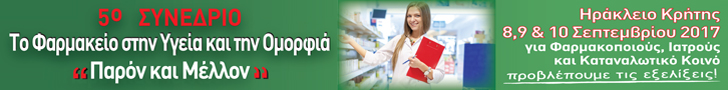 5º ΣΥΝΕΔΡΙΟ
Το Φαρμακείο στην Υγεία και την Ομορφιά
“Παρόν και Μέλλον”
Ηράκλειο Κρήτης
8,9 & 10 Σεπτεμβρίου 2017
για Φαρμακοποιούς, Ιατρούς
και Καταναλωτικό Κοινό
προβλέπουμε τις εξελίξεις!